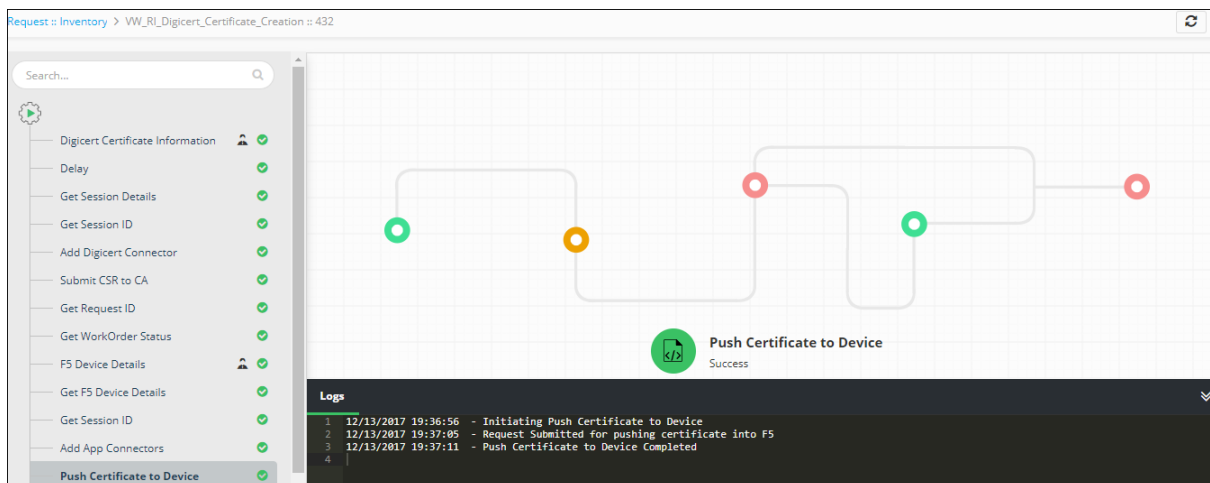 Request :: Inventory > VW_RI_Digicert_Certificate_Creation :: 432
Search...
Digicert Certificate Information
Delay
Get Session Details
Get Session ID
Add Digicert Connector
Submit CSR to CA
Get Request ID
Get WorkOrder Status
F5 Device Details
Get F5 Device Details
Get Session ID
Add App Connectors
Push Certificate to Device
Push Certificate to Device
Success
Logs
1 12/13/2017 19:36:56 - Initiating Push Certificate to Device
2 12/13/2017 19:37:05 - Request Submitted for pushing certificate into F5
3 12/13/2017 19:37:11 - Push Certificate to Device Completed
4